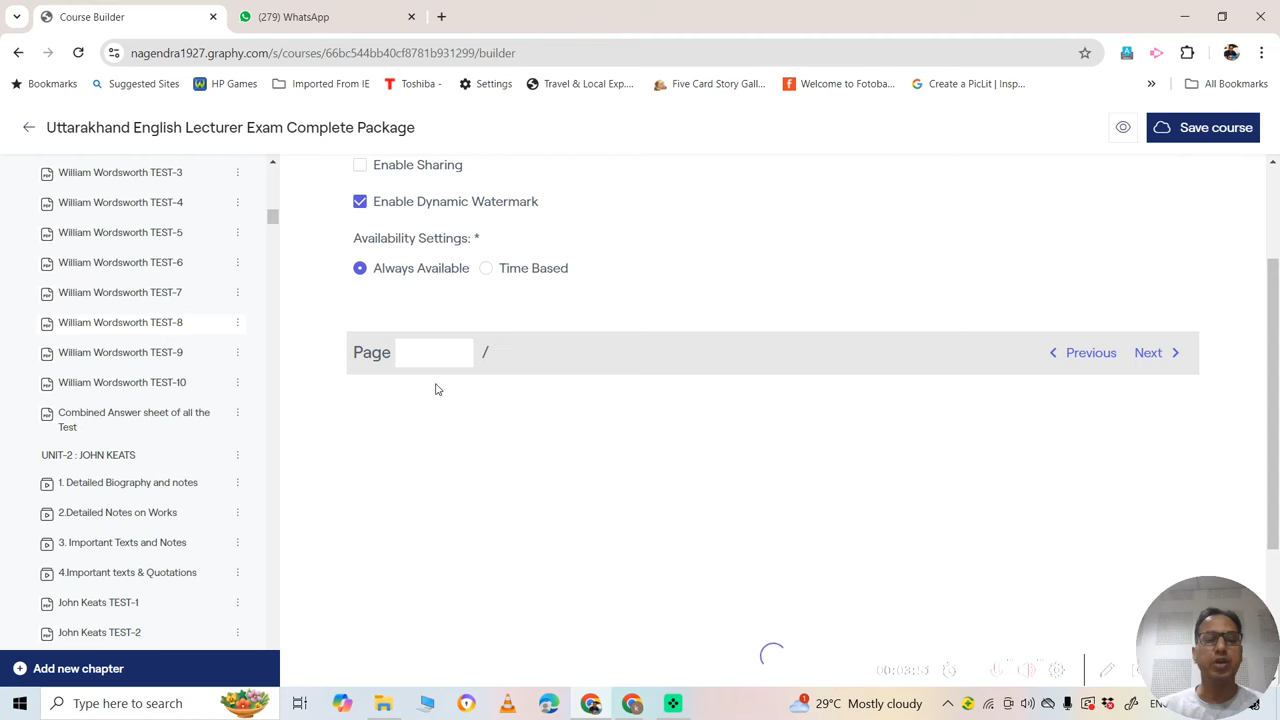 Course Builder
(279) WhatsApp
nagendra1927.graphy.com/s/courses/66bc544bb40cf8781b931299/builder
Bookmarks
Suggested Sites
HP Games
Imported From IE
Toshiba -
Settings
Travel & Local Exp...
Five Card Story Gall...
Welcome to Fotoba...
Create a PicLit | Insp...
All Bookmarks
Uttarakhand English Lecturer Exam Complete Package
Save course
William Wordsworth TEST-3
William Wordsworth TEST-4
William Wordsworth TEST-5
William Wordsworth TEST-6
William Wordsworth TEST-7
William Wordsworth TEST-8
William Wordsworth TEST-9
William Wordsworth TEST-10
Combined Answer sheet of all the
Test
UNIT-2 : JOHN KEATS
1. Detailed Biography and notes
2.Detailed Notes on Works
3. Important Texts and Notes
4.Important texts & Quotations
John Keats TEST-1
John Keats TEST-2
Add new chapter
Enable Sharing
Enable Dynamic Watermark
Availability Settings: *
Always Available
Time Based
Page /
Previous
Next
Type here to search
29°C Mostly cloudy